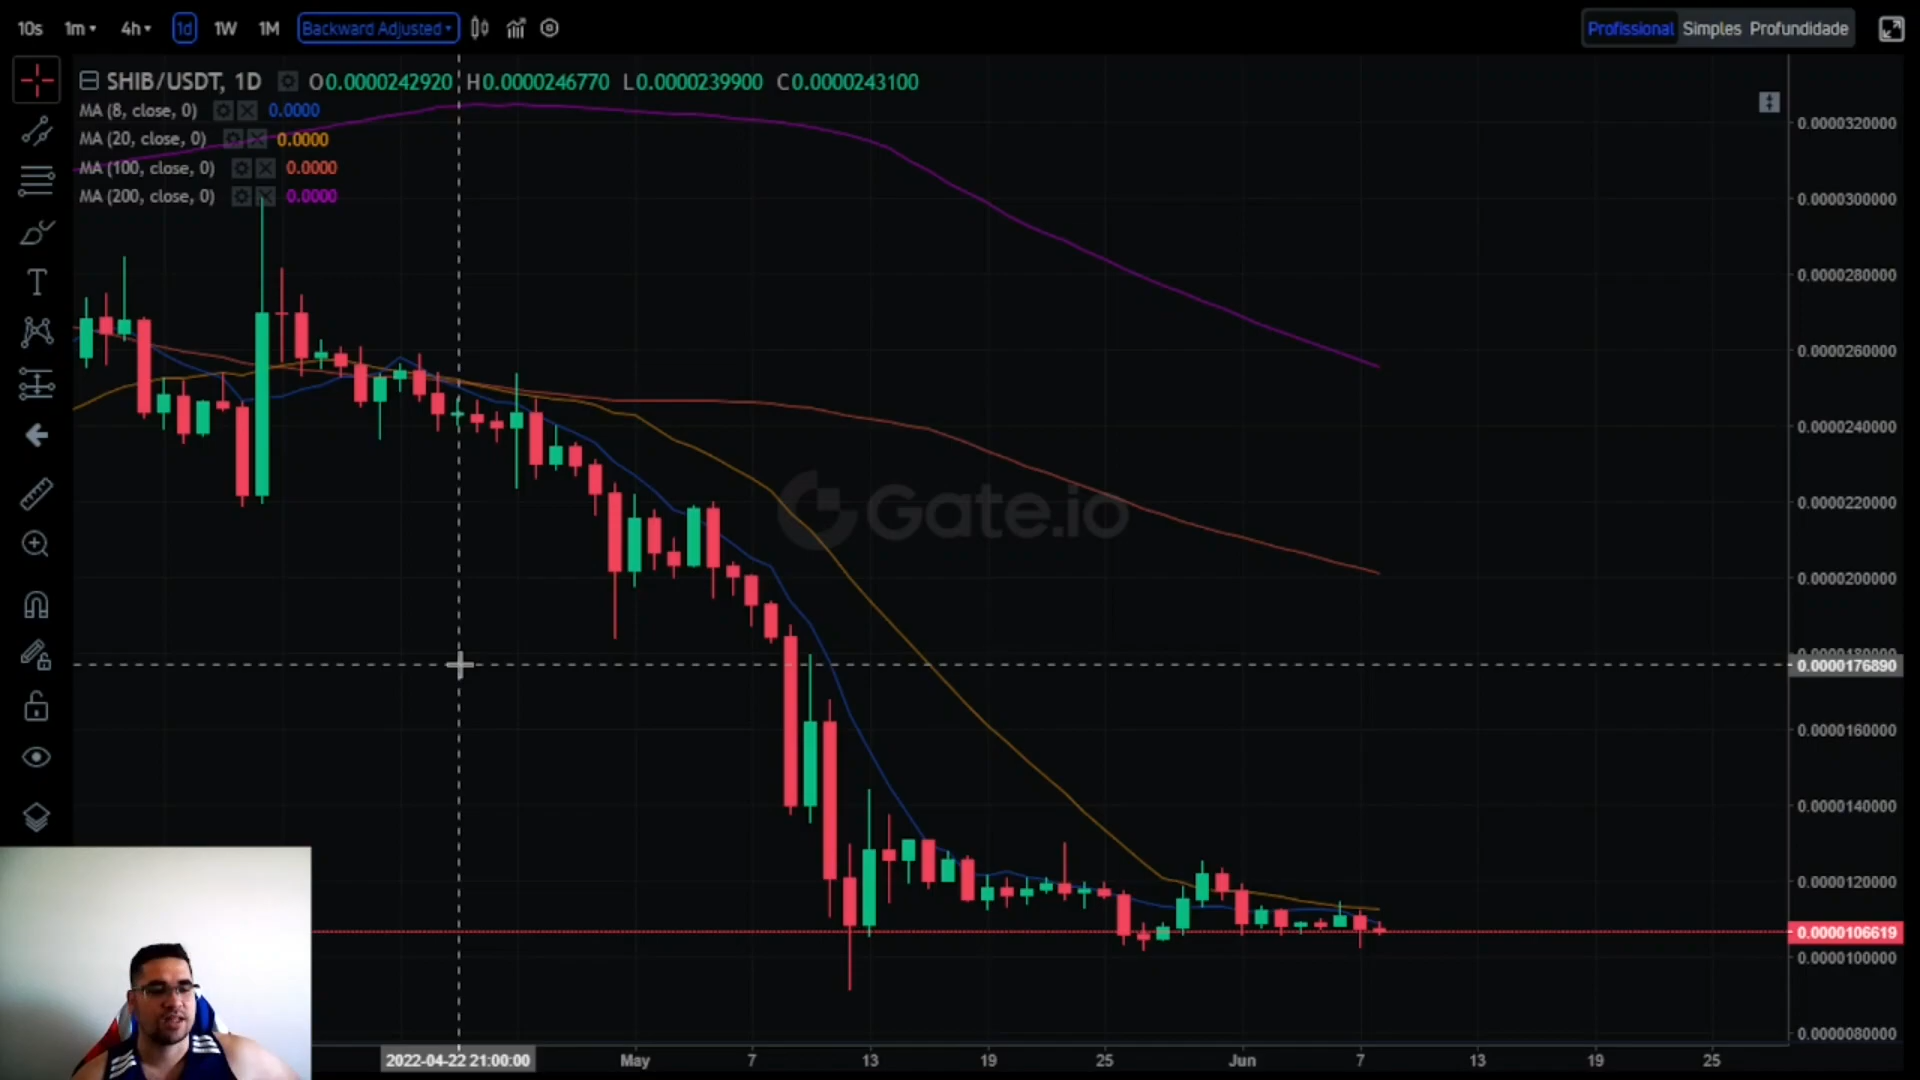 10s 1m 4h 1d 1W 1M Backward Adjusted
Profissional Simples Profundidade
SHIB/USDT, 1D O0.0000242920 H0.0000246770 L0.0000239900 C0.0000243100
MA (8, close, 0) 0.0000
MA (20, close, 0) 0.0000
MA (100, close, 0) 0.0000
MA (200, close, 0) 0.0000
T
Gate.io
0.0000320000
0.0000300000
0.0000280000
0.0000260000
0.0000240000
0.0000220000
0.0000200000
0.0000176890
0.0000160000
0.0000140000
0.0000120000
0.0000106619
0.0000100000
0.0000080000
2022-04-22 21:00:00 May 7 13 19 25 Jun 7 13 19 25